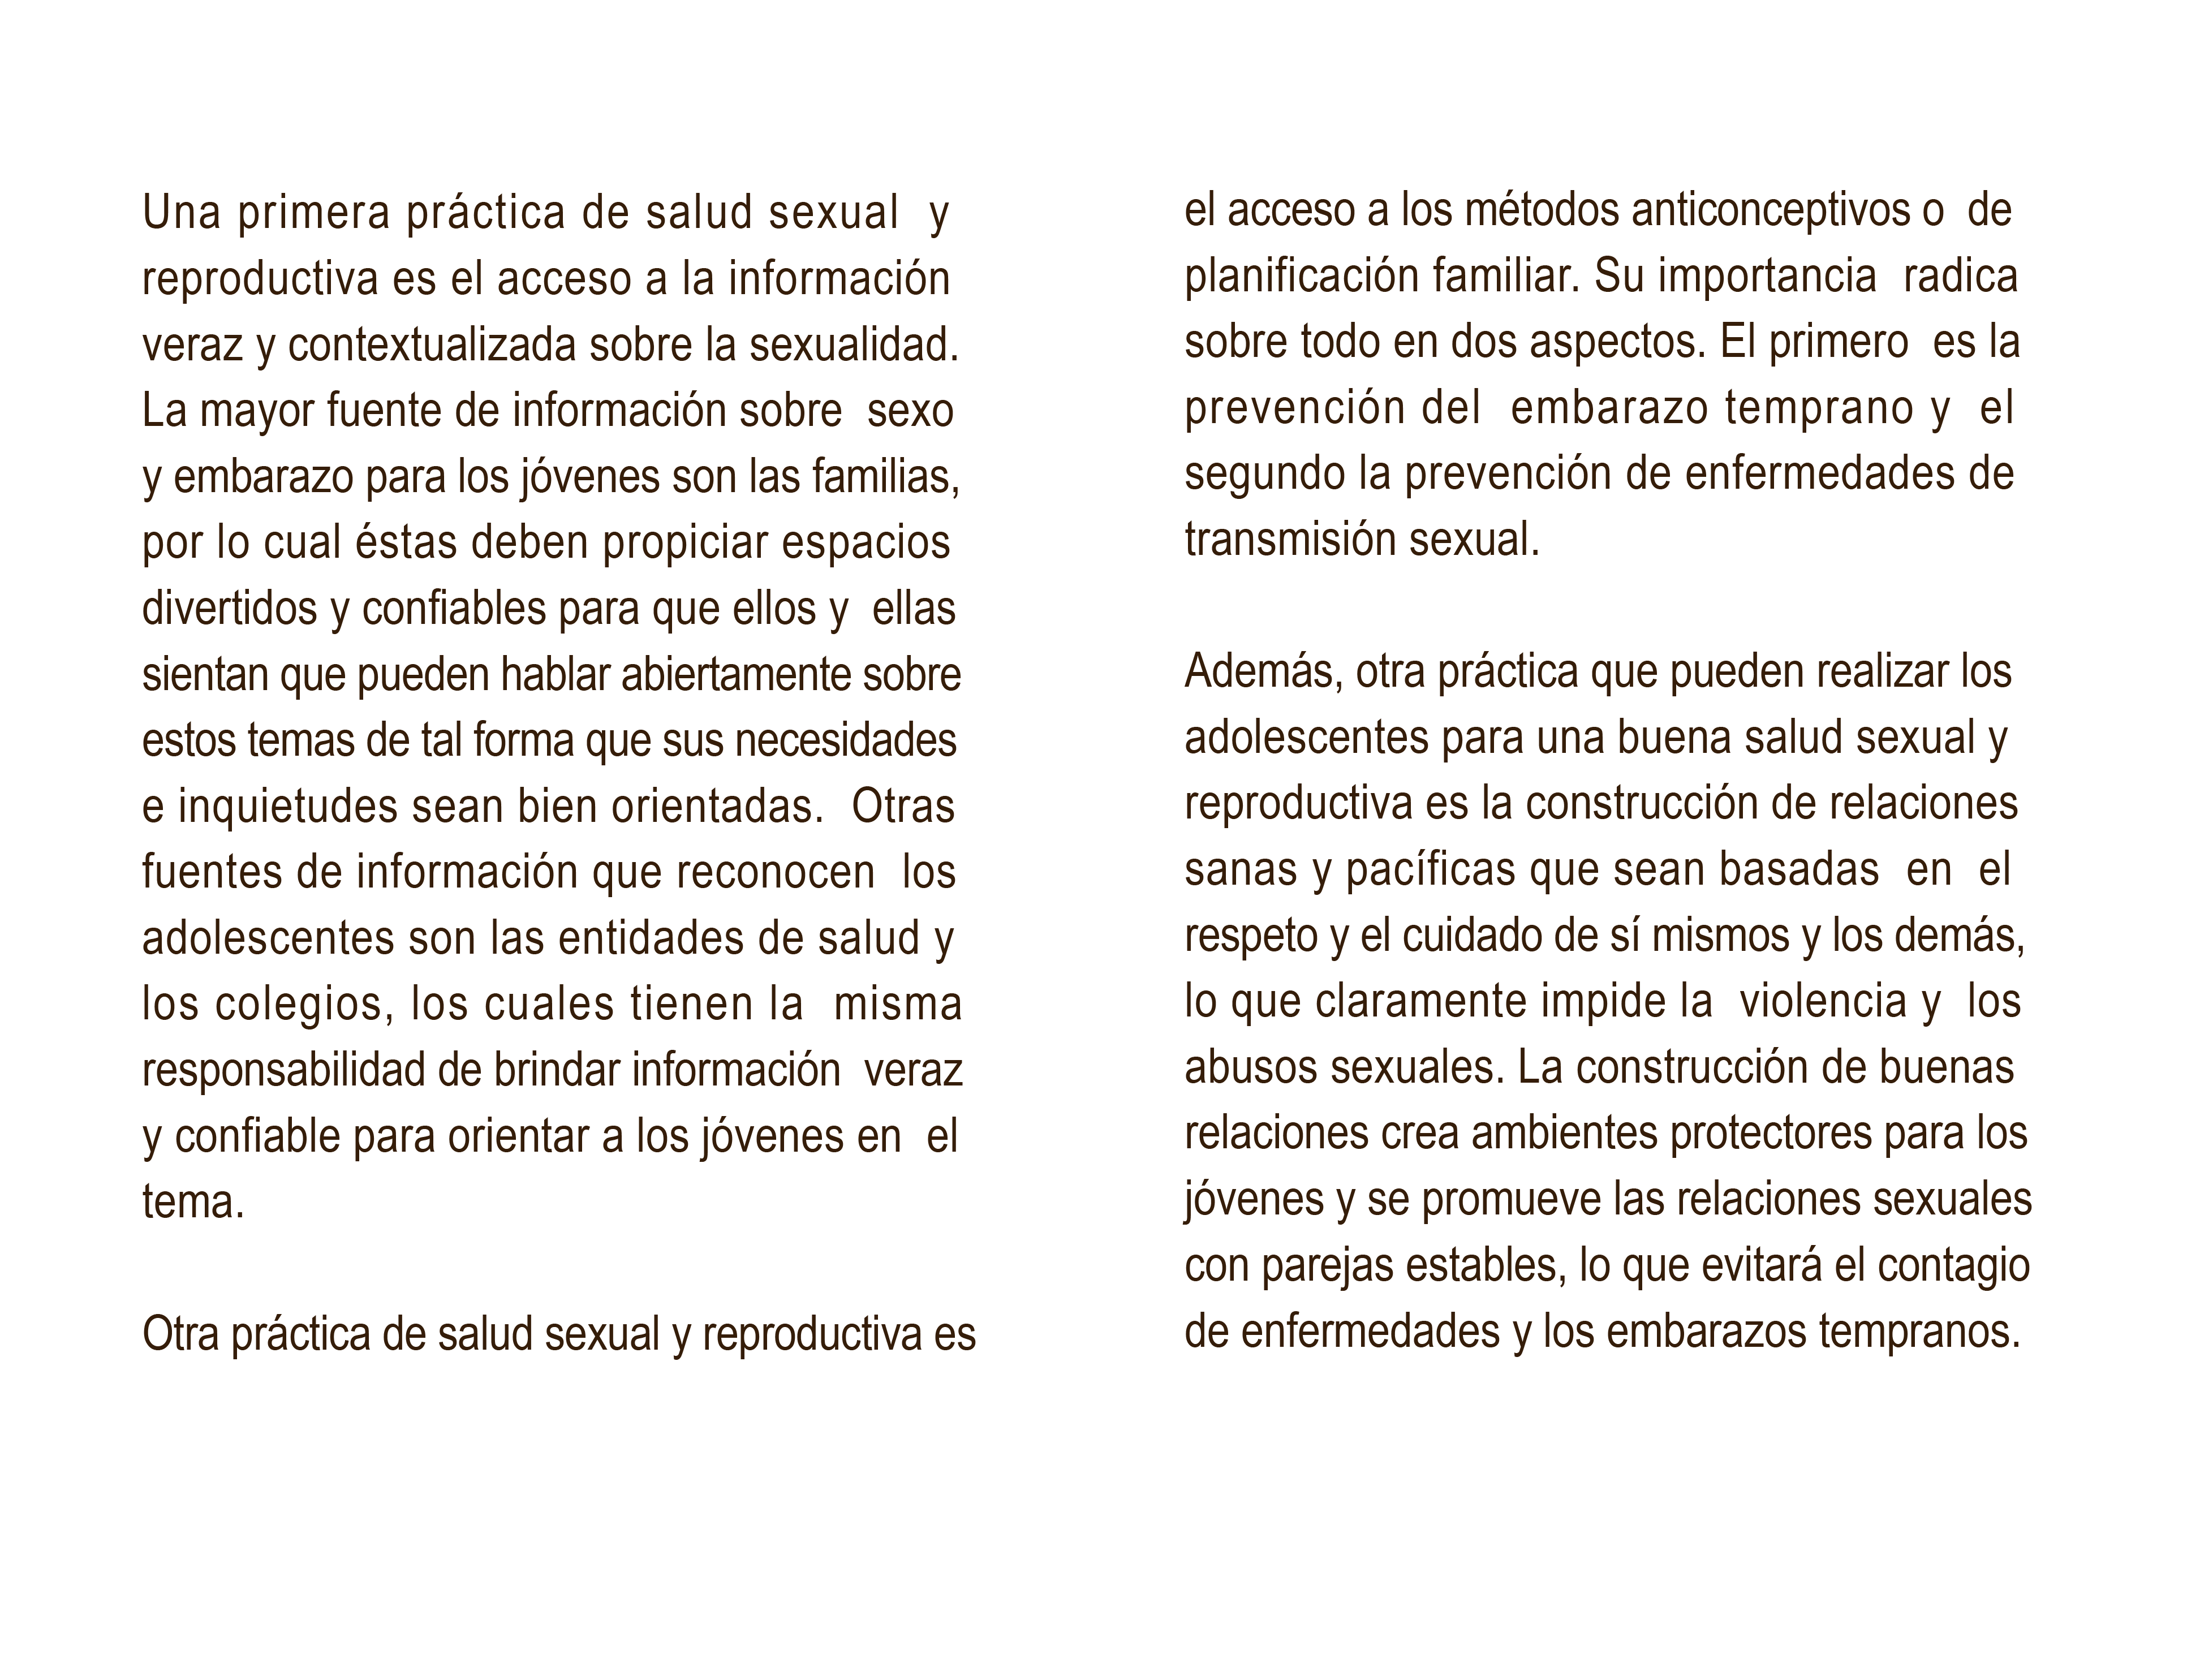 Una primera práctica de salud sexual y
reproductiva es el acceso a la información
veraz y contextualizada sobre la sexualidad.
La mayor fuente de información sobre sexo
y embarazo para los jóvenes son las familias,
por lo cual éstas deben propiciar espacios
divertidos y confiables para que ellos y ellas
sientan que pueden hablar abiertamente sobre
estos temas de tal forma que sus necesidades
e inquietudes sean bien orientadas. Otras
fuentes de información que reconocen los
adolescentes son las entidades de salud y
los colegios, los cuales tienen la misma
responsabilidad de brindar información veraz
y confiable para orientar a los jóvenes en el
tema.
Otra práctica de salud sexual y reproductiva es
el acceso a los métodos anticonceptivos o de
planificación familiar. Su importancia radica
sobre todo en dos aspectos. El primero es la
prevención del embarazo temprano y el
segundo la prevención de enfermedades de
transmisión sexual.
Además, otra práctica que pueden realizar los
adolescentes para una buena salud sexual y
reproductiva es la construcción de relaciones
sanas y pacíficas que sean basadas en el
respeto y el cuidado de sí mismos y los demás,
lo que claramente impide la violencia y los
abusos sexuales. La construcción de buenas
relaciones crea ambientes protectores para los
jóvenes y se promueve las relaciones sexuales
con parejas estables, lo que evitará el contagio
de enfermedades y los embarazos tempranos.